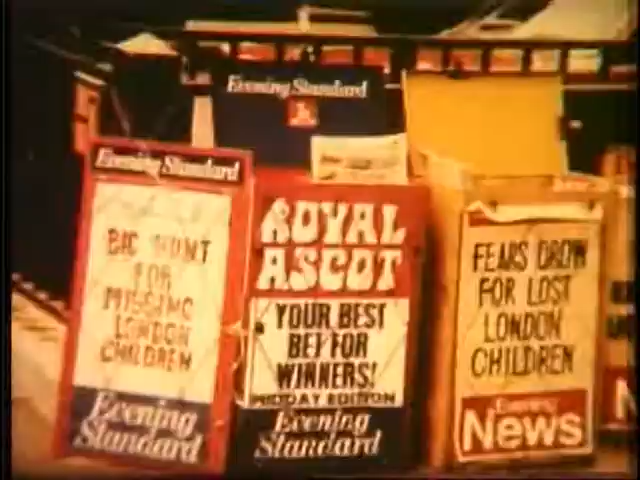 Evening Standard
Evening Standard
BIG HUNT
FOR
MISSING
LONDON
CHILDREN
Evening
Standard
ROYAL
ASCOT
YOUR BEST
BET FOR
WINNERS!
MIDDAY EDITION
Evening
Standard
FEARS GROW
FOR LOST
LONDON
CHILDREN
Evening
News